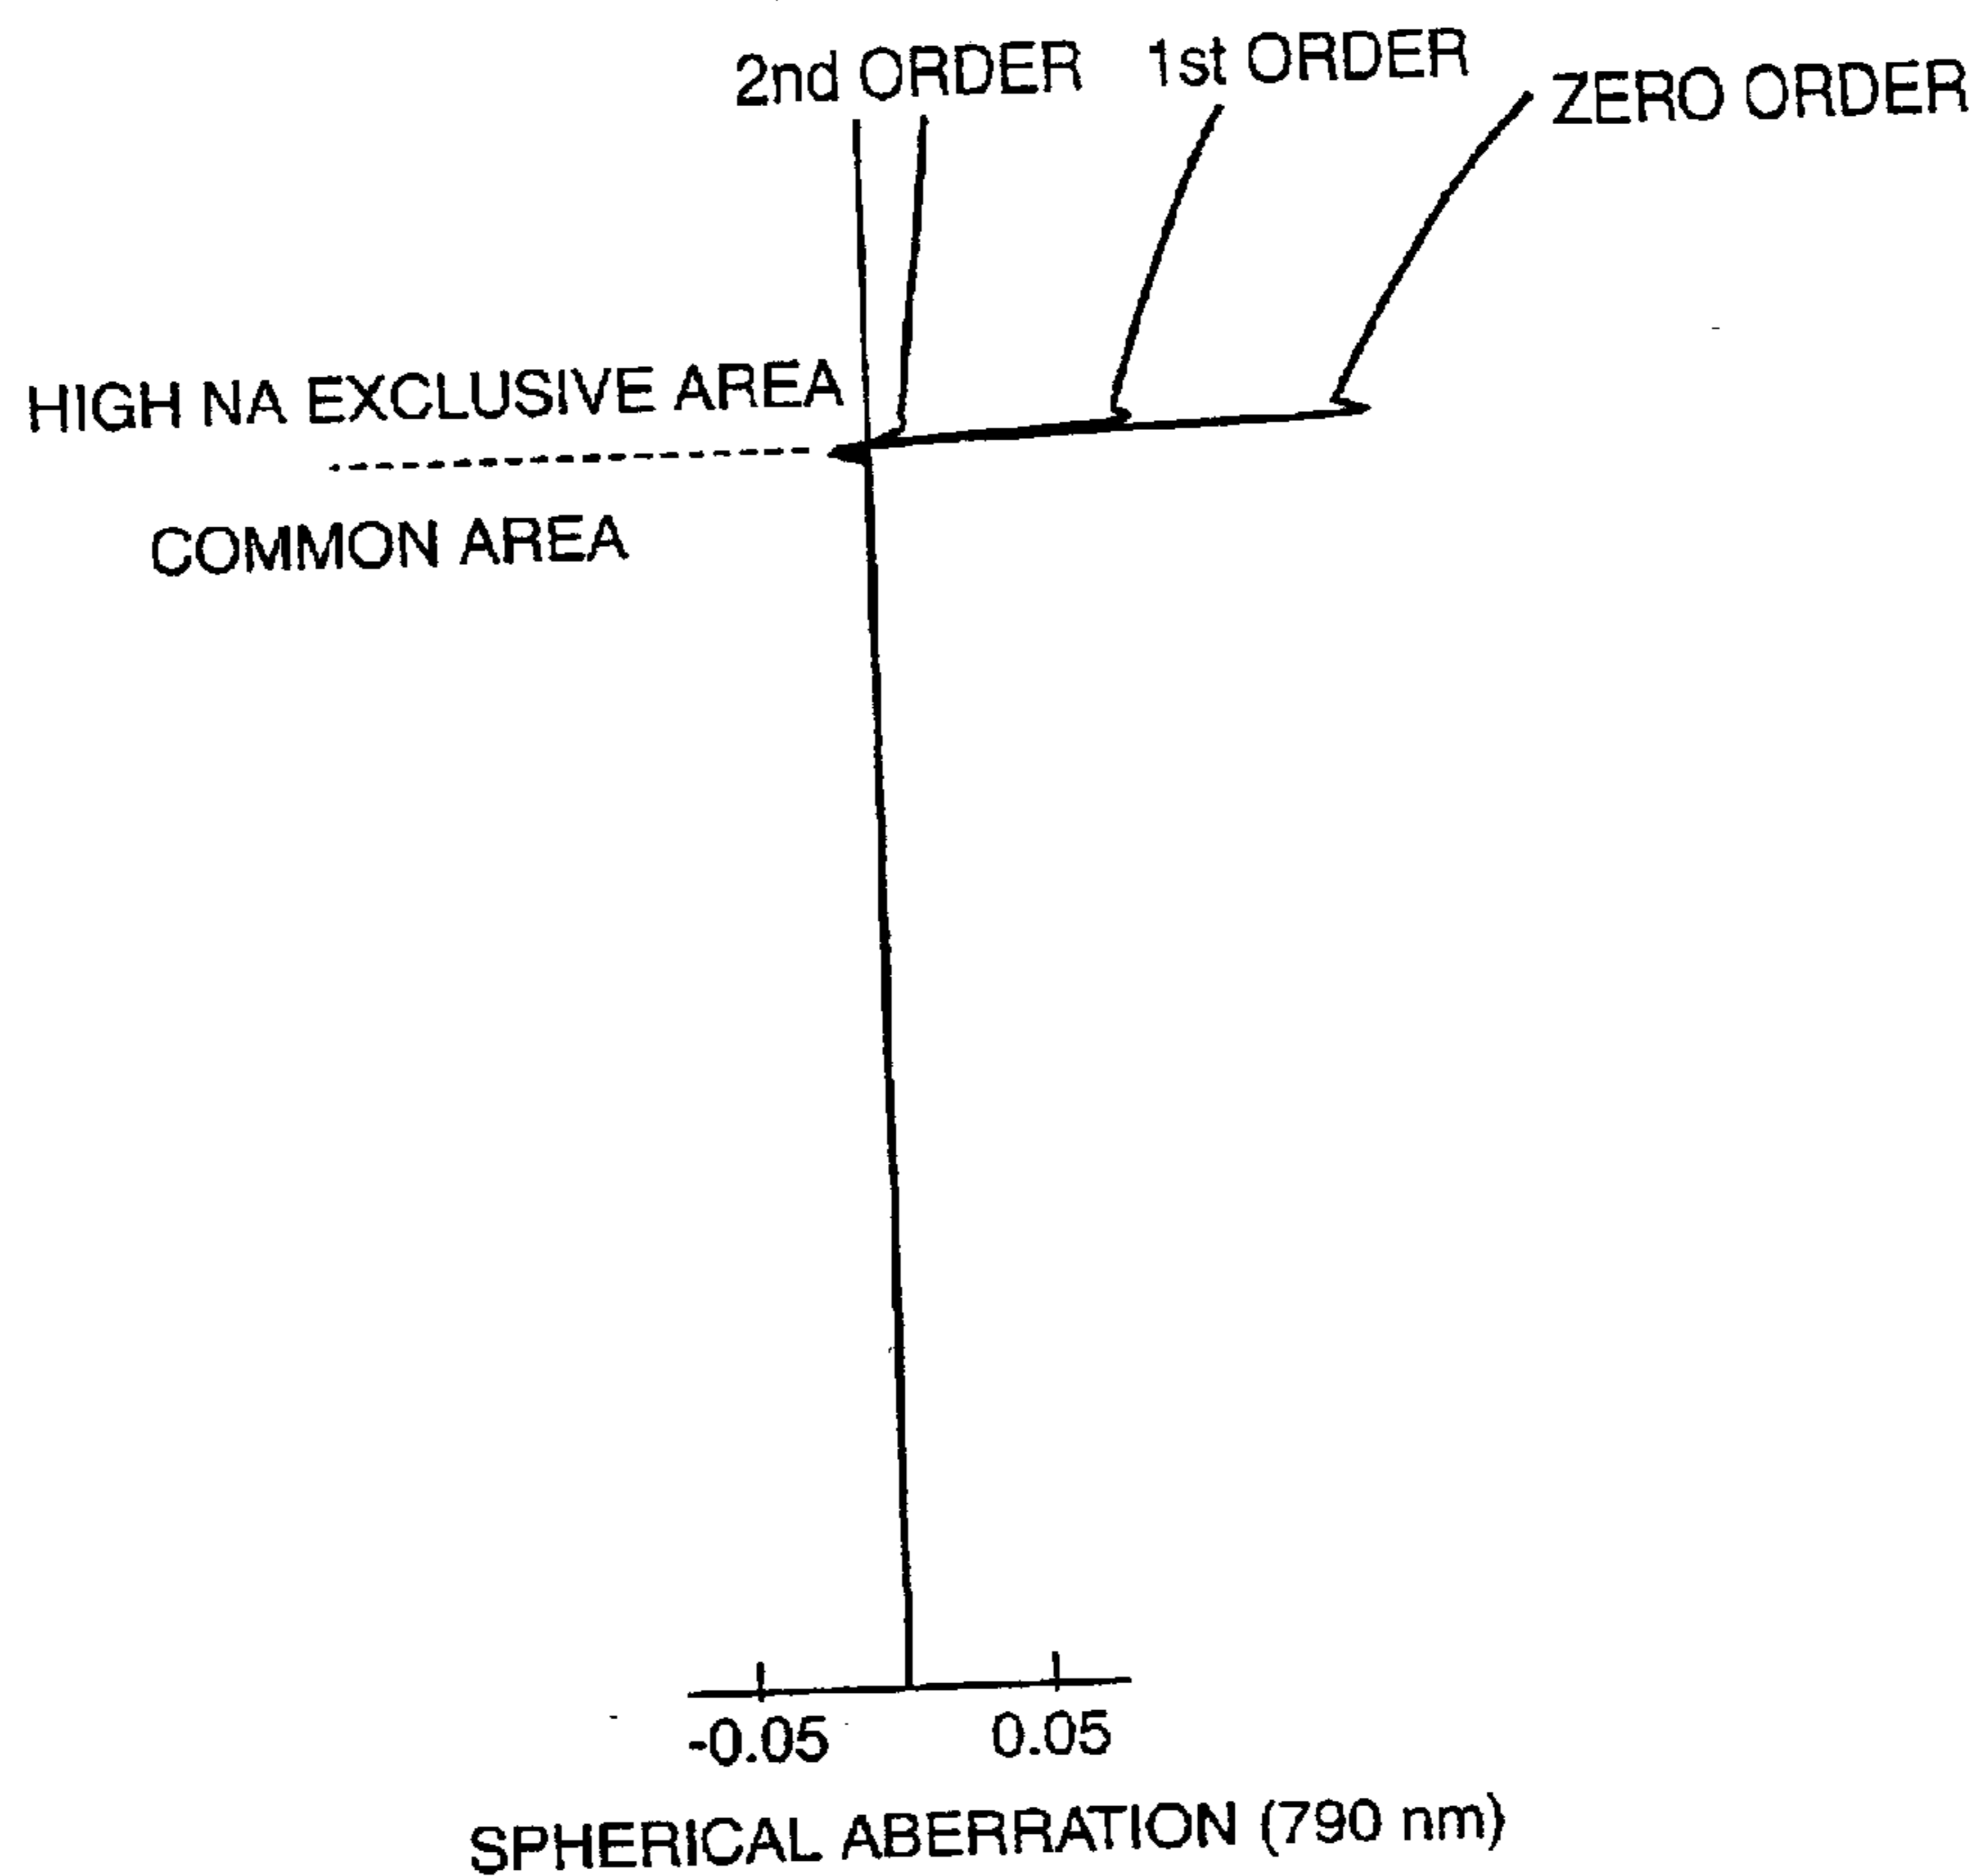 2nd ORDER
1st ORDER
ZERO ORDER
HIGH NA EXCLUSIVE AREA
COMMON AREA
-0.05
0.05
SPHERICAL ABERRATION (790 nm)